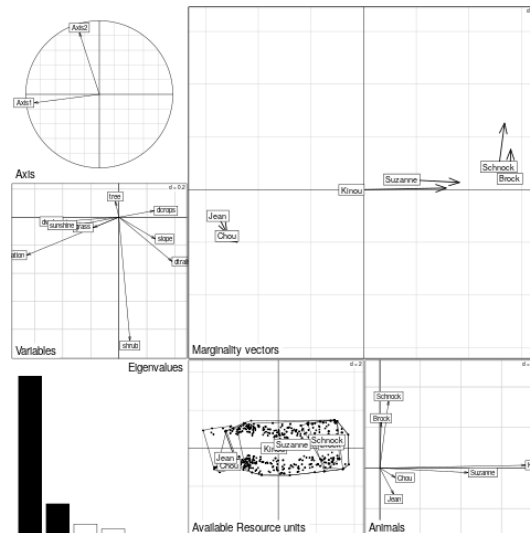 d
Axis2
Axis1
Axis
Schnock
Brock
Suzanne
Kinou
Jean
Chou
Marginality vectors
d = 0.2
tree
dcrops
sunshine
grass
slope
shrub
Variables
Eigenvalues
d = 2
Schnock
Suzanne
Jean
Chou
Available Resource units
d
Schnock
Brock
Suzanne
Chou
Jean
Animals